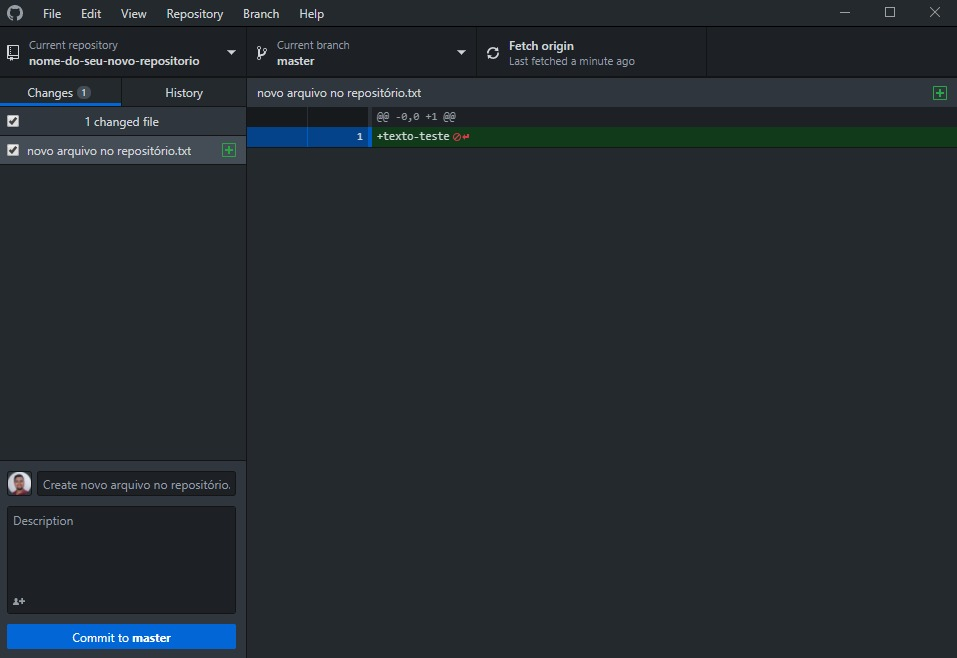 File Edit View Repository Branch Help
Current repository
nome-do-seu-novo-repositorio
Current branch
master
Fetch origin
Last fetched a minute ago
Changes 1
History
novo arquivo no repositório.txt
1 changed file
novo arquivo no repositório.txt
@@ -0,0 +1 @@
1 +texto-teste
Create novo arquivo no repositório.
Description
Commit to master